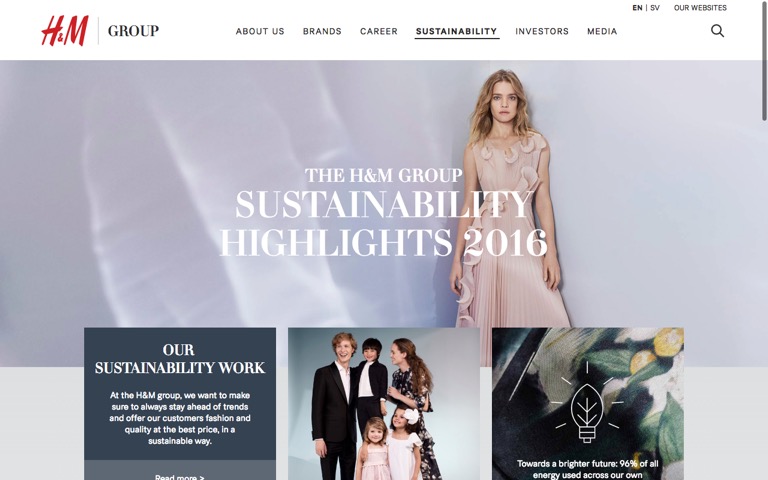 EN | SV OUR WEBSITES
H&M GROUP
ABOUT US BRANDS CAREER SUSTAINABILITY INVESTORS MEDIA
THE H&M GROUP
SUSTAINABILITY
HIGHLIGHTS 2016
OUR
SUSTAINABILITY WORK
At the H&M group, we want to make
sure to always stay ahead of trends
and offer our customers fashion and
quality at the best price, in a
sustainable way.
Read more >
Towards a brighter future: 96% of all
energy used across our own